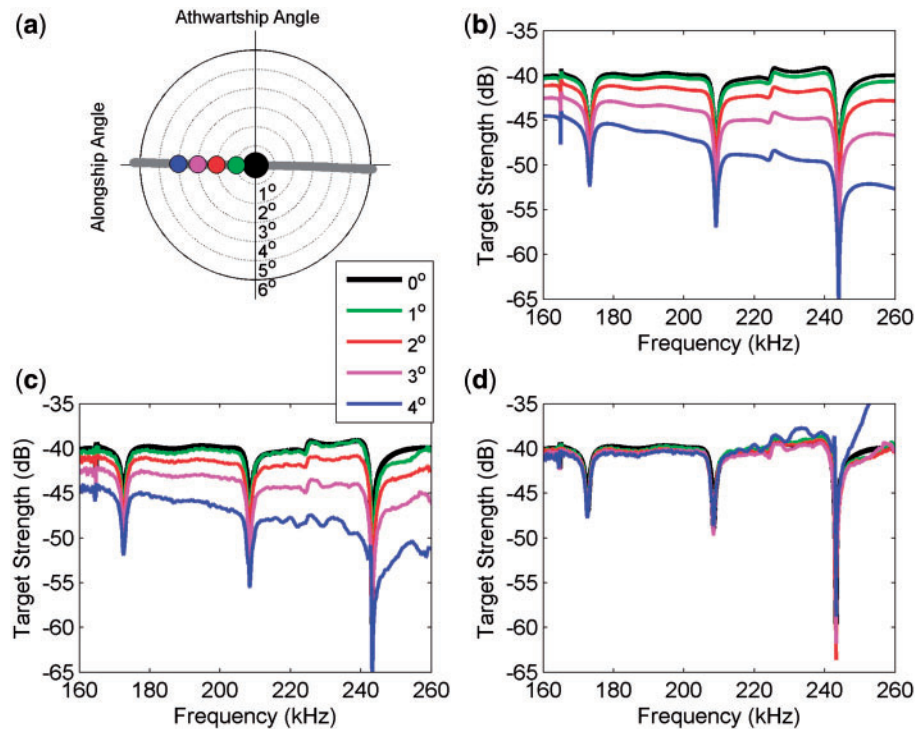 (a)
Athwartship Angle
Alongship Angle
1°
2°
3°
4°
5°
6°
(b)
-35
-40
-45
-50
-55
-60
-65
Target Strength (dB)
160 180 200 220 240 260
Frequency (kHz)
0°
1°
2°
3°
4°
(c)
-35
-40
-45
-50
-55
-60
-65
Target Strength (dB)
160 180 200 220 240 260
Frequency (kHz)
(d)
-35
-40
-45
-50
-55
-60
-65
Target Strength (dB)
160 180 200 220 240 260
Frequency (kHz)